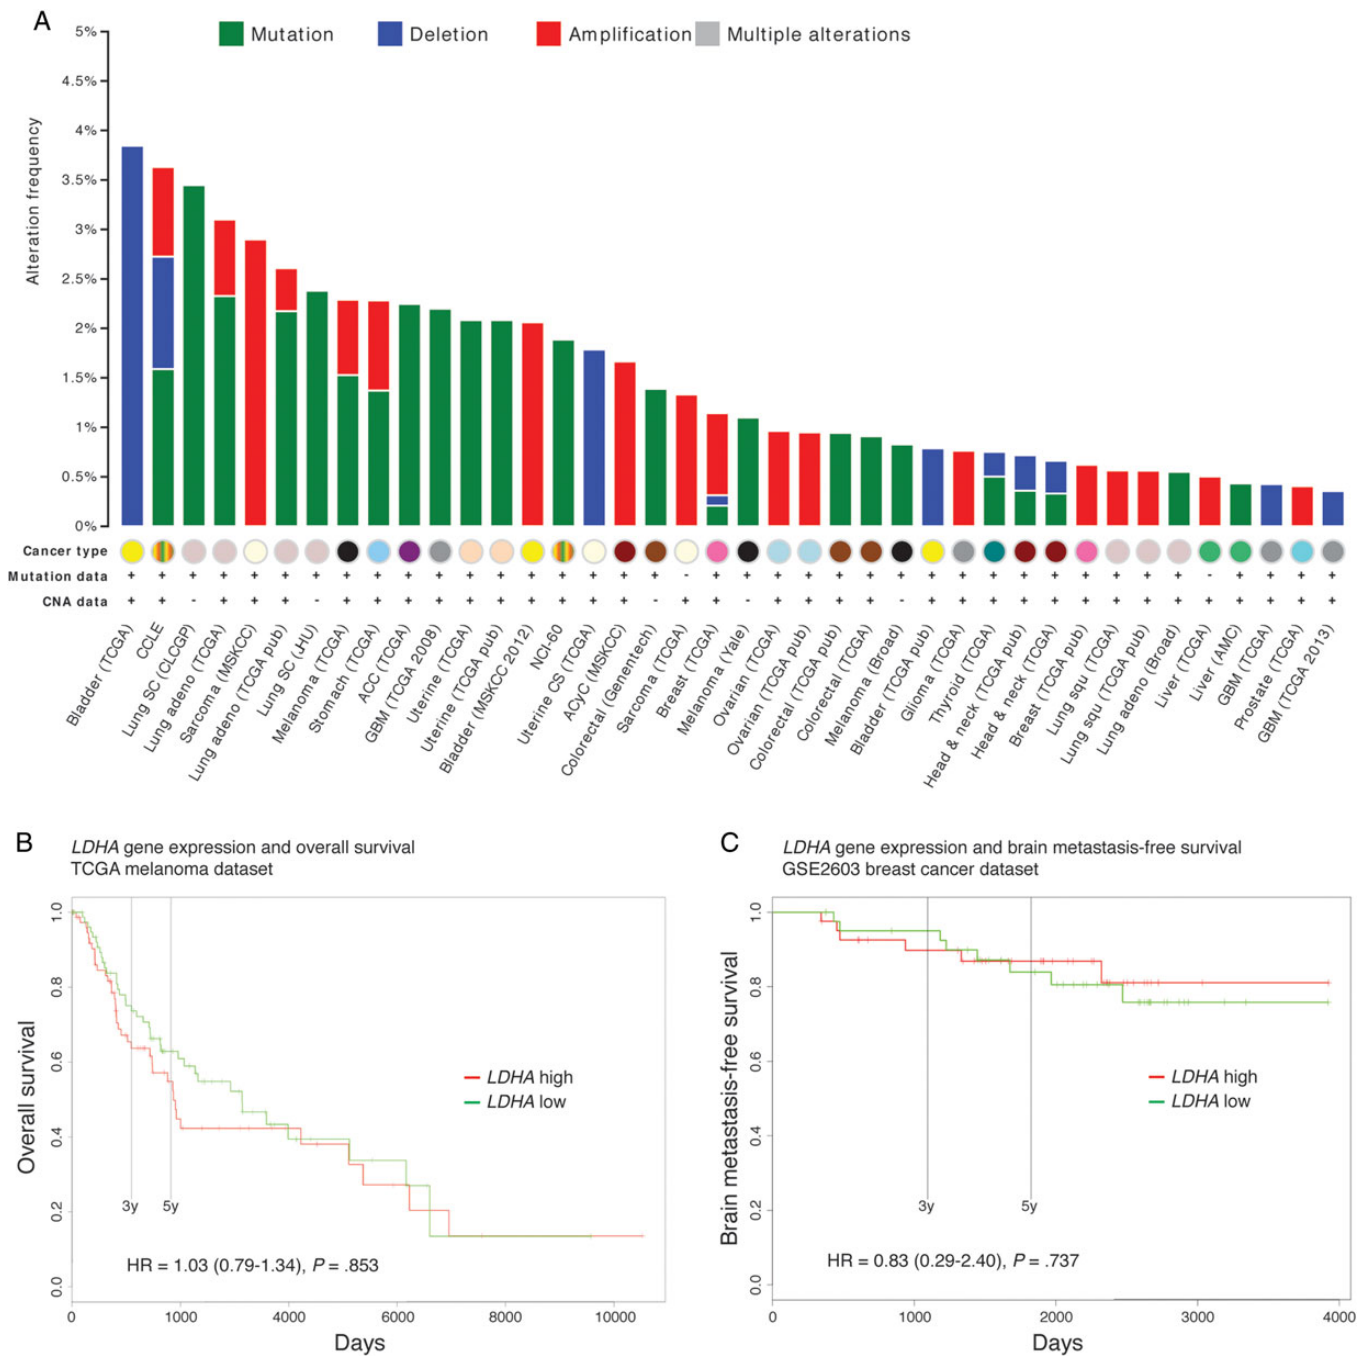 A
Mutation Deletion Amplification Multiple alterations
5%
4.5%
4%
3.5%
3%
2.5%
2%
1.5%
1%
0.5%
0%
Alteration frequency
Cancer type
Mutation data + + + + + + + + + + + + + + + + + + - + + + + + + + + + + + + + + + + - + + + +
CNA data + + - + + + - + + + + + + + + + + - + + - + + + + - + + + + + + + + + + + + + +
Bladder (TCGA)
CCLE
Lung SC (CLCGP)
Lung adeno (TCGA)
Sarcoma (MSKCC)
Lung adeno (TCGA pub)
Lung SC (JHU)
Melanoma (TCGA)
Stomach (TCGA)
ACC (TCGA)
GBM (TCGA 2008)
Uterine (TCGA)
Uterine (TCGA pub)
Bladder (MSKCC 2012)
NCI-60
Uterine CS (TCGA)
ACyC (MSKCC)
Colorectal (Genentech)
Sarcoma (TCGA)
Breast (TCGA)
Melanoma (Yale)
Ovarian (TCGA)
Ovarian (TCGA pub)
Colorectal (TCGA pub)
Colorectal (TCGA)
Melanoma (Broad)
Bladder (TCGA pub)
Glioma (TCGA)
Thyroid (TCGA)
Head & neck (TCGA pub)
Head & neck (TCGA)
Breast (TCGA pub)
Lung squ (TCGA)
Lung squ (TCGA pub)
Lung adeno (Broad)
Liver (TCGA)
Liver (AMC)
GBM (TCGA)
Prostate (TCGA)
GBM (TCGA 2013)
B
LDHA gene expression and overall survival
TCGA melanoma dataset
1.0
0.8
0.6
0.4
0.2
0.0
Overall survival
LDHA high
LDHA low
3y 5y
HR = 1.03 (0.79-1.34), P = .853
0 1000 4000 6000 8000 10000
Days
C
LDHA gene expression and brain metastasis-free survival
GSE2603 breast cancer dataset
1.0
0.8
0.6
0.4
0.2
0.0
Brain metastasis-free survival
LDHA high
LDHA low
3y 5y
HR = 0.83 (0.29-2.40), P = .737
0 1000 2000 3000 4000
Days